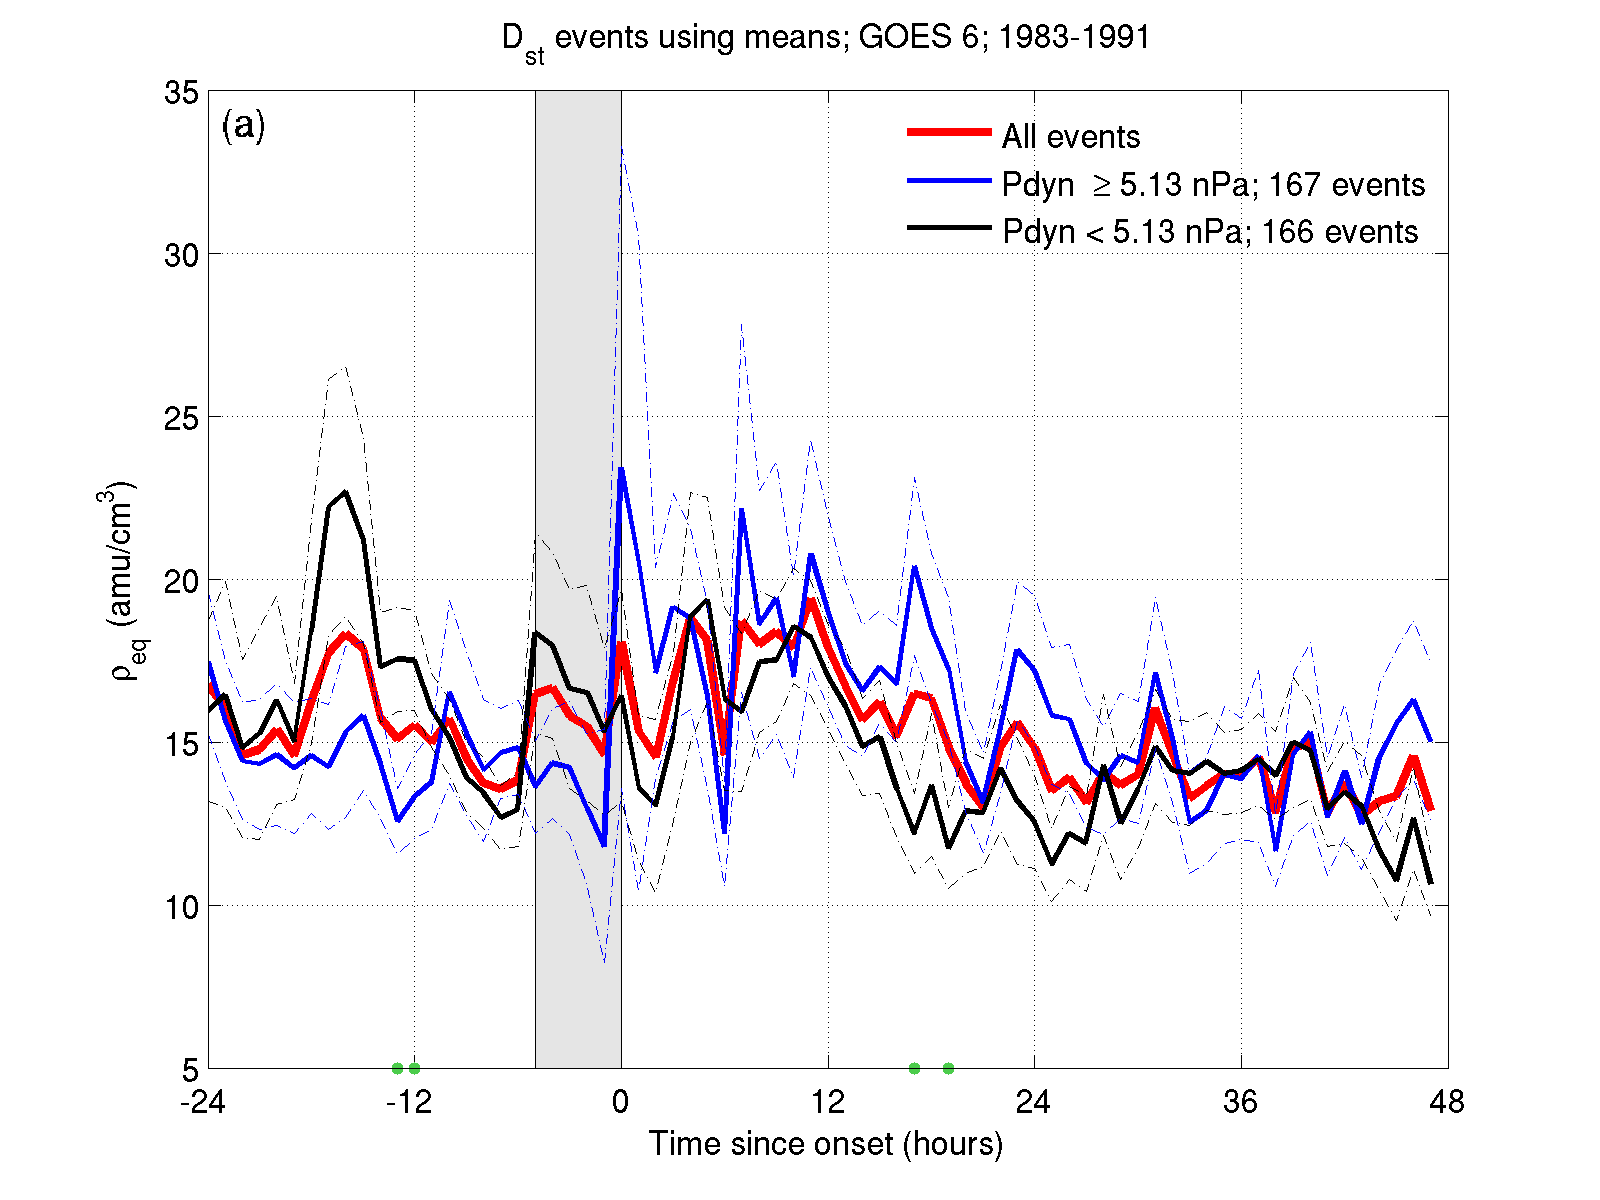 D_st events using means; GOES 6; 1983-1991
(a)
All events
Pdyn ≥ 5.13 nPa; 167 events
Pdyn < 5.13 nPa; 166 events
35
30
25
20
15
10
5
ρ_eq (amu/cm³)
-24 -12 0 12 24 36 48
Time since onset (hours)